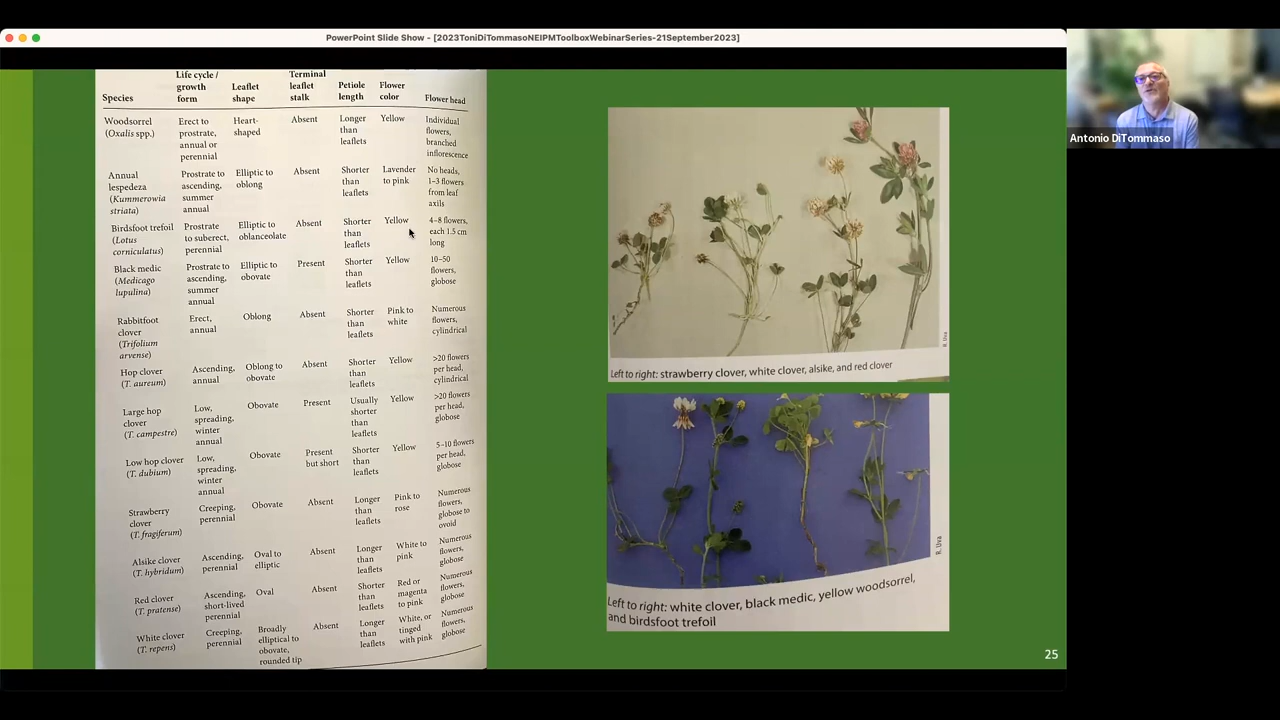 PowerPoint Slide Show - [2023ToniDiTommasoNEIPMToolboxWebinarSeries-21September2023]
Antonio DiTommaso
Species Life cycle / growth form Leaflet shape Terminal leaflet stalk Petiole length Flower color Flower head
Woodsorrel (Oxalis spp.) Erect to prostrate, annual or perennial Heart-shaped Absent Longer than leaflets Yellow Individual flowers, branched inflorescence
Annual lespedeza (Kummerowia striata) Prostrate to ascending, summer annual Elliptic to oblong Absent Shorter than leaflets Lavender to pink No heads, 1–3 flowers from leaf axils
Birdsfoot trefoil (Lotus corniculatus) Prostrate to suberect, perennial Elliptic to oblanceolate Absent Shorter than leaflets Yellow 4–8 flowers, each 1.5 cm long
Black medic (Medicago lupulina) Prostrate to ascending, summer annual Elliptic to obovate Present Shorter than leaflets Yellow 10–50 flowers, globose
Rabbitfoot clover (Trifolium arvense) Erect, annual Oblong Absent Shorter than leaflets Pink to white Numerous flowers, cylindrical
Hop clover (T. aureum) Ascending, annual Oblong to obovate Absent Shorter than leaflets Yellow >20 flowers per head, cylindrical
Large hop clover (T. campestre) Low, spreading, winter annual Obovate Present Usually shorter than leaflets Yellow >20 flowers per head, globose
Low hop clover (T. dubium) Low, spreading, winter annual Obovate Present but short Shorter than leaflets Yellow 5–10 flowers per head, globose
Strawberry clover (T. fragiferum) Creeping, perennial Obovate Absent Longer than leaflets Pink to rose Numerous flowers, globose to ovoid
Alsike clover (T. hybridum) Ascending, perennial Oval to elliptic Absent Longer than leaflets White to pink Numerous flowers, globose
Red clover (T. pratense) Ascending, short-lived perennial Oval Absent Shorter than leaflets Red or magenta to pink Numerous flowers, globose
White clover (T. repens) Creeping, perennial Broadly elliptical to obovate, rounded tip Absent Longer than leaflets White, or tinged with pink Numerous flowers, globose
R. Uva
Left to right: strawberry clover, white clover, alsike, and red clover
R. Uva
Left to right: white clover, black medic, yellow woodsorrel,
and birdsfoot trefoil
25